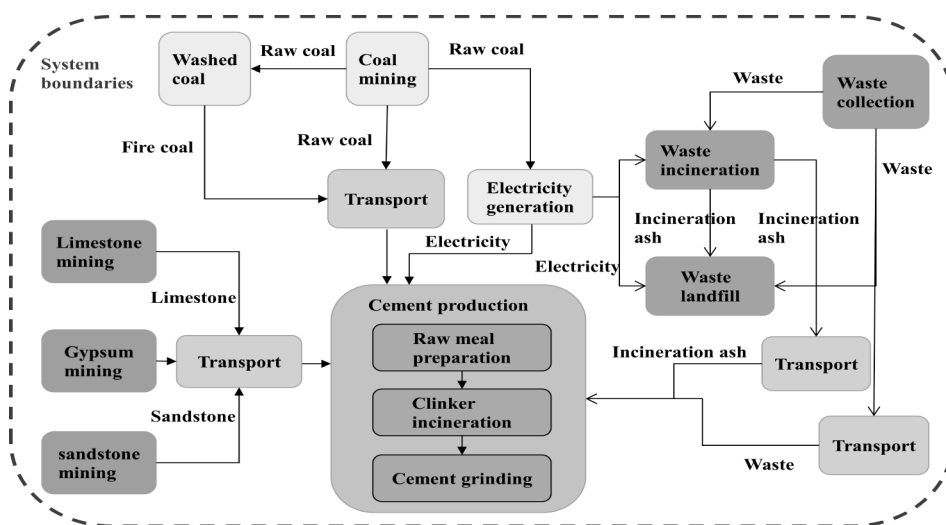 System
boundaries
Washed
coal
Raw coal
Coal
mining
Raw coal
Waste
Waste
collection
Fire coal
Raw coal
Waste
incineration
Waste
Transport
Electricity
generation
Incineration
ash
Incineration
ash
Limestone
mining
Electricity
Electricity
Waste
landfill
Limestone
Cement production
Gypsum
mining
Transport
Raw meal
preparation
Incineration ash
Transport
Sandstone
Clinker
incineration
sandstone
mining
Cement grinding
Waste
Transport